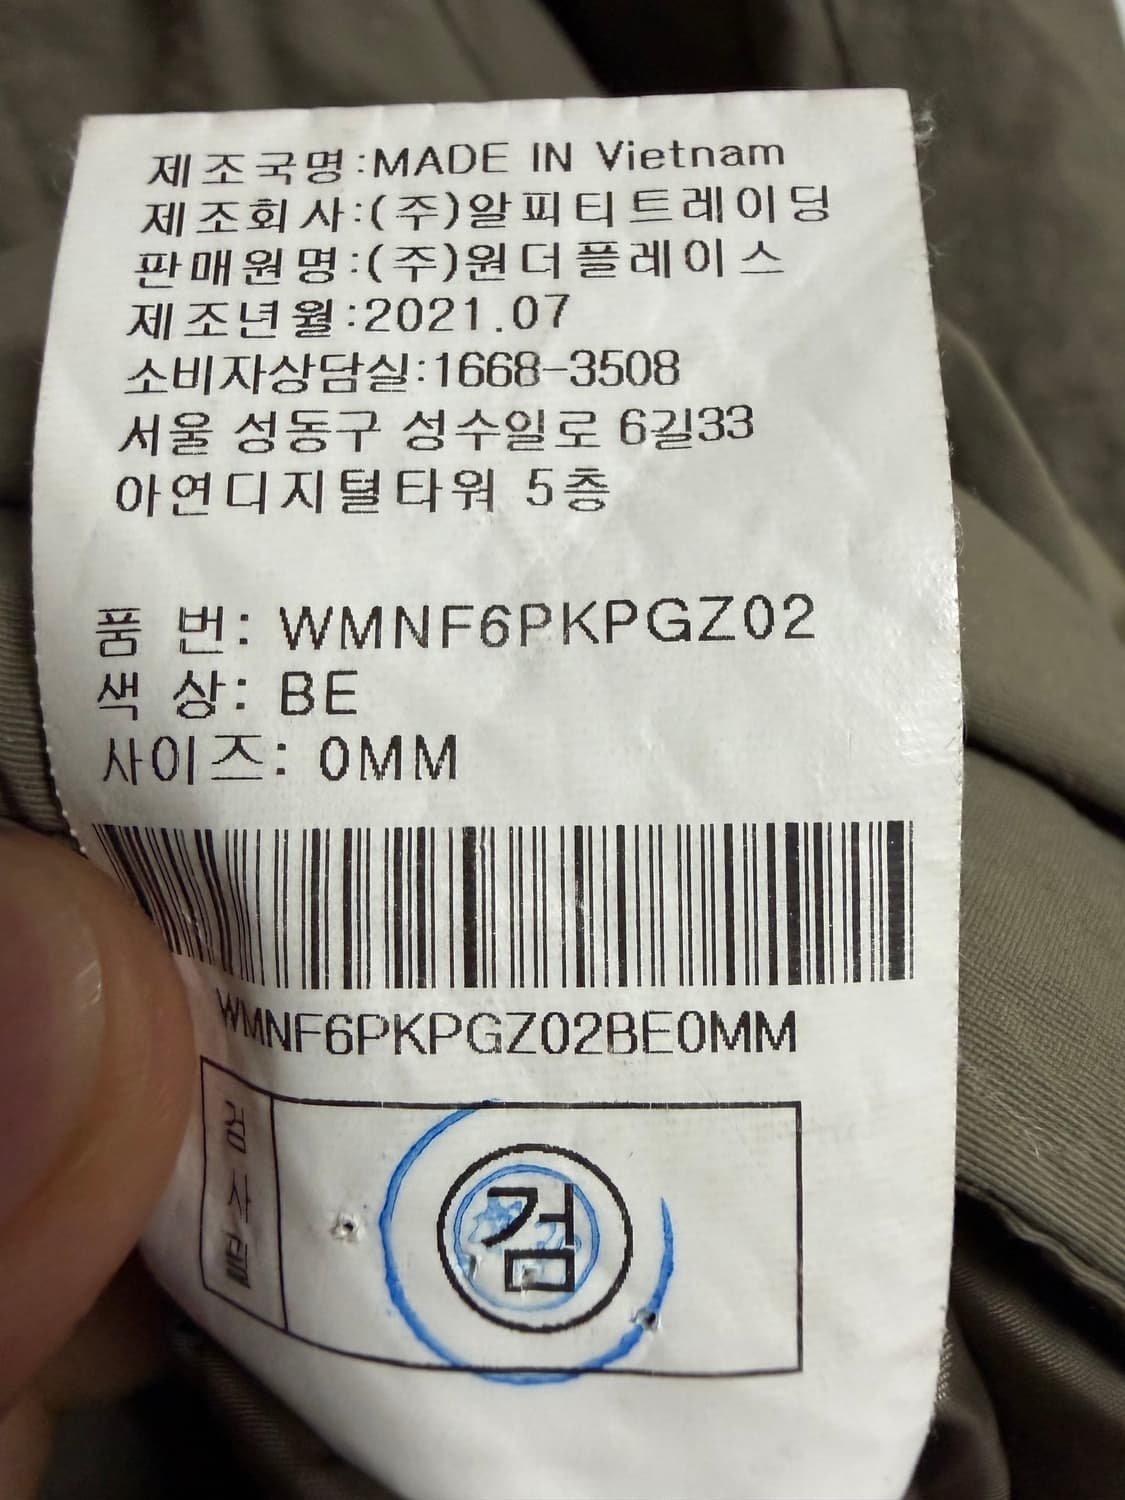 제조국명:MADE IN Vietnam
제조회사:(주)알피티트레이딩
판매원명:(주)원더플레이스
제조년월:2021.07
소비자상담실:1668-3508
서울 성동구 성수일로 6길33
아연디지털타워 5층
품 번: WMNF6PKPGZ02
색 상: BE
사이즈: 0MM
WMNF6PKPGZ02BE0MM
검사필
검